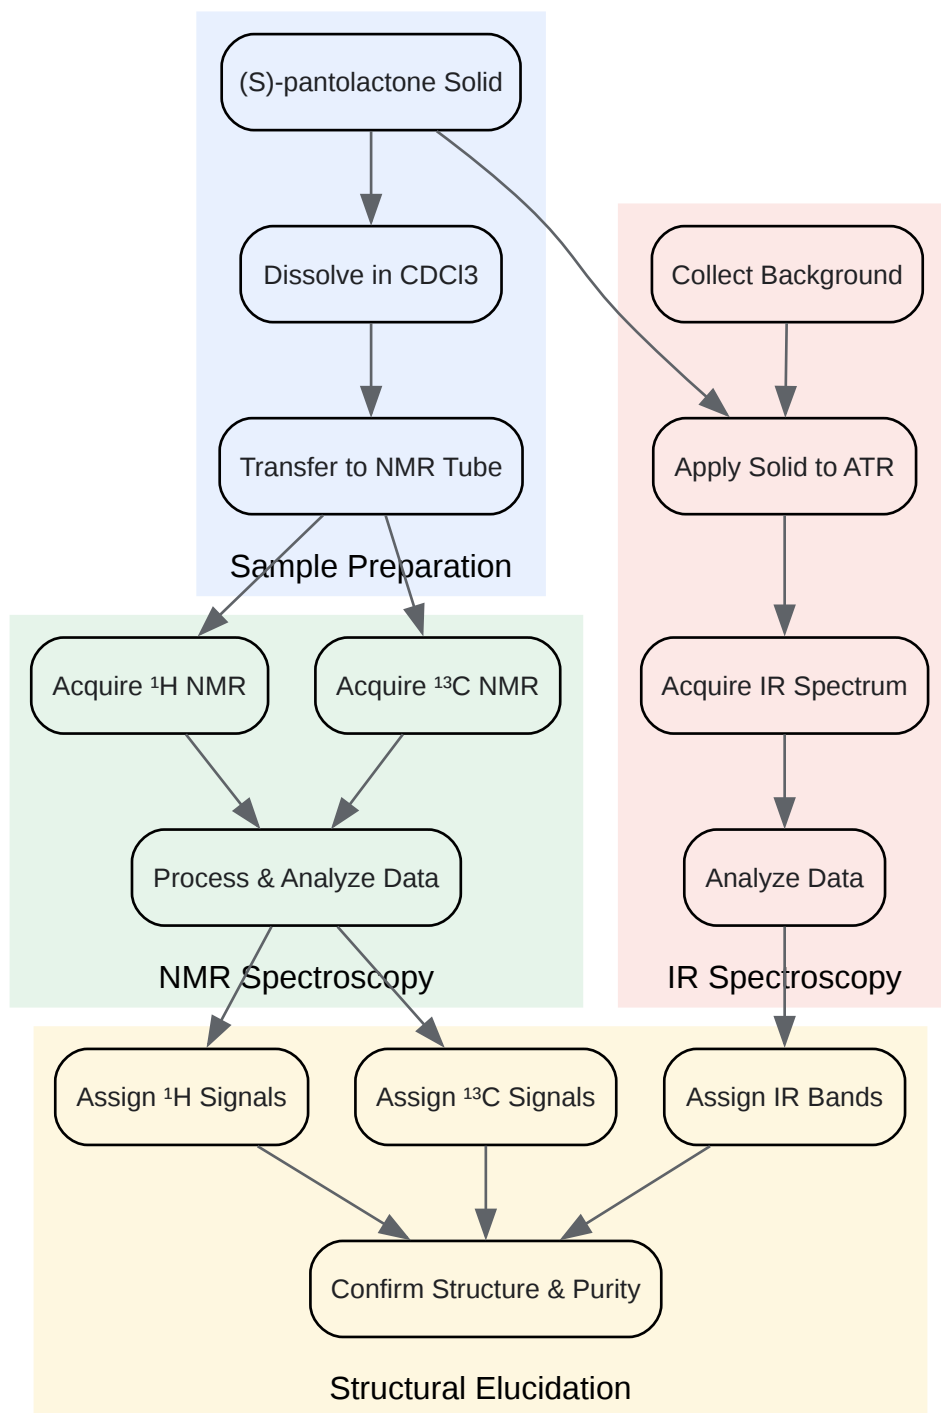 (S)-pantolactone Solid
Dissolve in CDCl3
Collect Background
Transfer to NMR Tube
Apply Solid to ATR
Sample Preparation
Acquire ¹H NMR
Acquire ¹³C NMR
Acquire IR Spectrum
Process & Analyze Data
Analyze Data
NMR Spectroscopy
IR Spectroscopy
Assign ¹H Signals
Assign ¹³C Signals
Assign IR Bands
Confirm Structure & Purity
Structural Elucidation